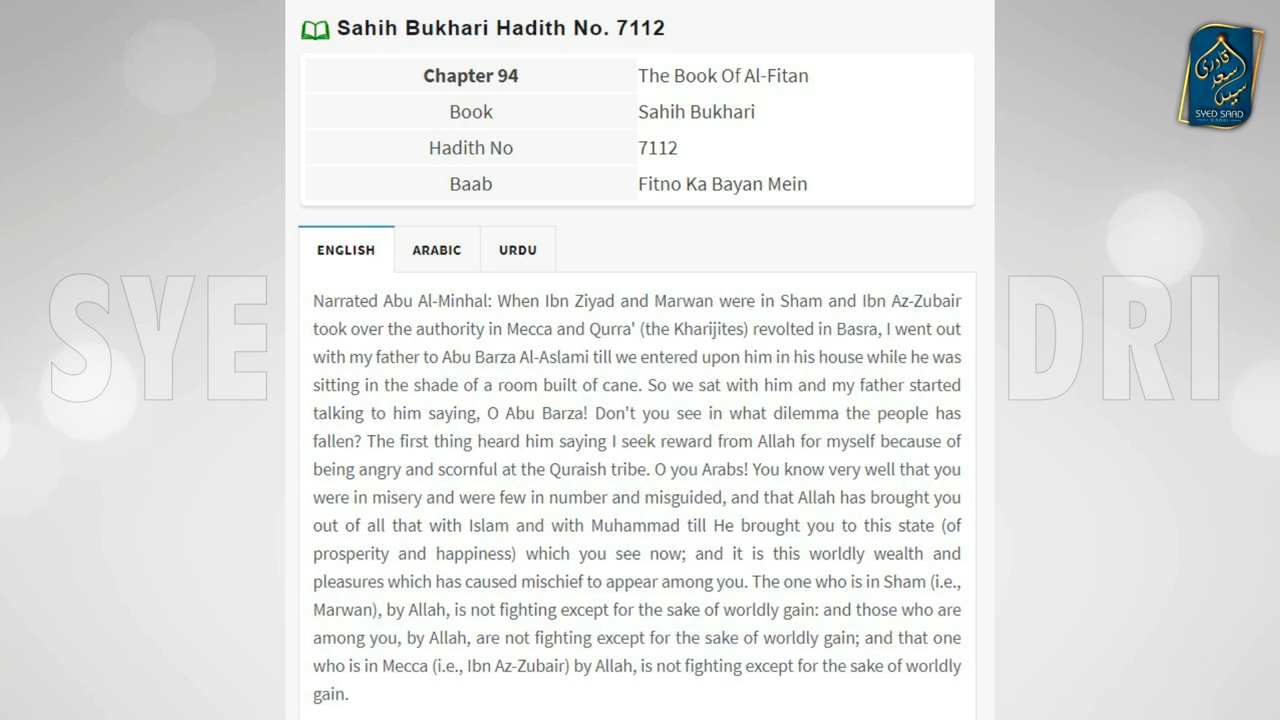 Sahih Bukhari Hadith No. 7112
Chapter 94 The Book Of Al-Fitan
Book Sahih Bukhari
Hadith No 7112
Baab Fitno Ka Bayan Mein
ENGLISH ARABIC URDU
Narrated Abu Al-Minhal: When Ibn Ziyad and Marwan were in Sham and Ibn Az-Zubair
took over the authority in Mecca and Qurra' (the Kharijites) revolted in Basra, I went out
with my father to Abu Barza Al-Aslami till we entered upon him in his house while he was
sitting in the shade of a room built of cane. So we sat with him and my father started
talking to him saying, O Abu Barza! Don't you see in what dilemma the people has
fallen? The first thing heard him saying I seek reward from Allah for myself because of
being angry and scornful at the Quraish tribe. O you Arabs! You know very well that you
were in misery and were few in number and misguided, and that Allah has brought you
out of all that with Islam and with Muhammad till He brought you to this state (of
prosperity and happiness) which you see now; and it is this worldly wealth and
pleasures which has caused mischief to appear among you. The one who is in Sham (i.e.,
Marwan), by Allah, is not fighting except for the sake of worldly gain: and those who are
among you, by Allah, are not fighting except for the sake of worldly gain; and that one
who is in Mecca (i.e., Ibn Az-Zubair) by Allah, is not fighting except for the sake of worldly
gain.
سید سعد قادری
SYED SAAD
QADRI
SYE DRI